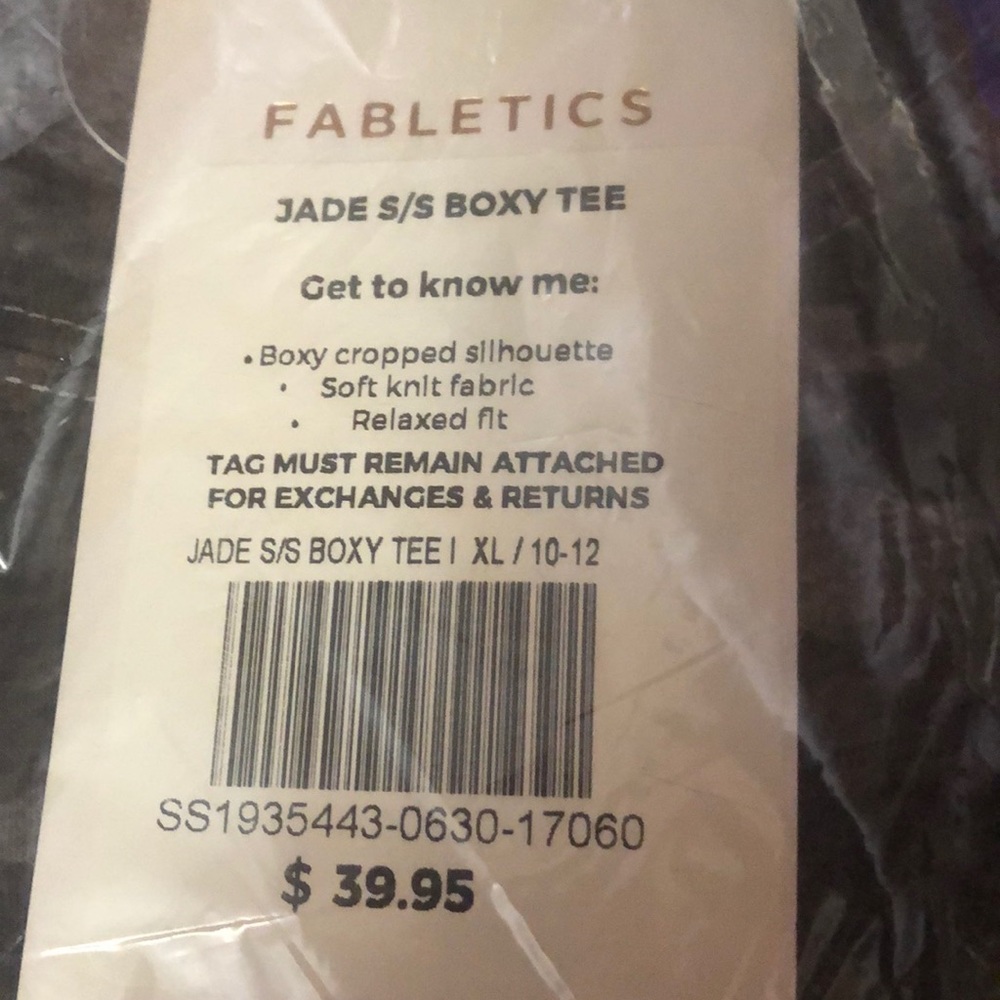 FABLETICS
JADE S/S BOXY TEE
Get to know me:
• Boxy cropped silhouette
• Soft knit fabric
• Relaxed fit
TAG MUST REMAIN ATTACHED
FOR EXCHANGES & RETURNS
JADE S/S BOXY TEE I XL / 10-12
SS1935443-0630-17060
$ 39.95